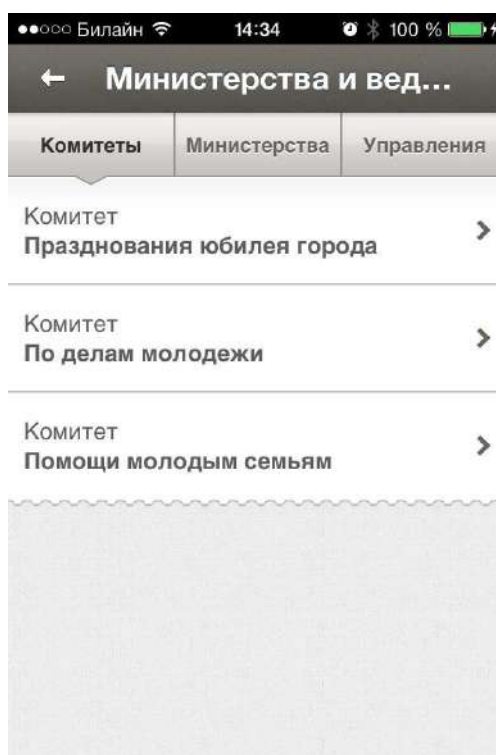 Билайн 14:34 100 %
Министерства и вед...
Комитеты Министерства Управления
Комитет
Празднования юбилея города
Комитет
По делам молодежи
Комитет
Помощи молодым семьям